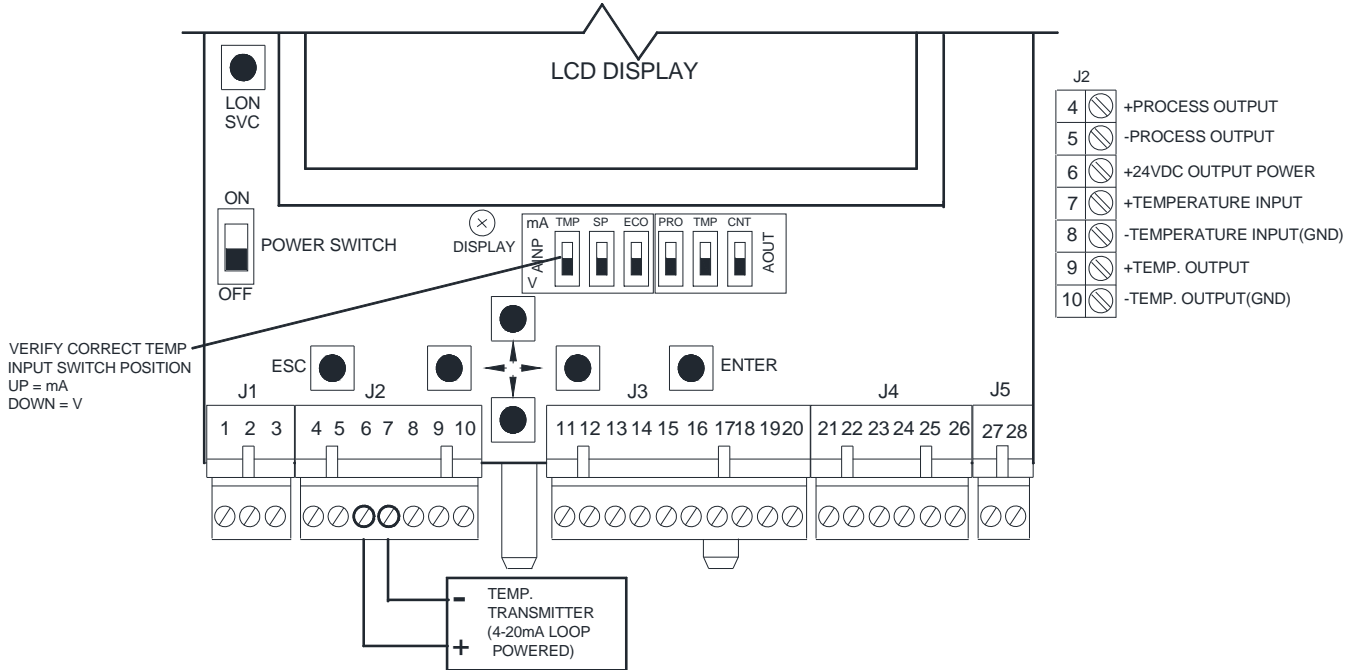 LCD DISPLAY
LON
SVC
ON
POWER SWITCH
OFF
DISPLAY
mA TMP SP ECO PRO TMP CNT
AINP
V
AOUT
VERIFY CORRECT TEMP
INPUT SWITCH POSITION
UP = mA
DOWN = V
ESC
ENTER
J1 J2 J3 J4 J5
1 2 3 4 5 6 7 8 9 10 11 12 13 14 15 16 17 18 19 20 21 22 23 24 25 26 27 28
- TEMP.
TRANSMITTER
(4-20mA LOOP
+ POWERED)
J2
4 +PROCESS OUTPUT
5 -PROCESS OUTPUT
6 +24VDC OUTPUT POWER
7 +TEMPERATURE INPUT
8 -TEMPERATURE INPUT(GND)
9 +TEMP. OUTPUT
10 -TEMP. OUTPUT(GND)